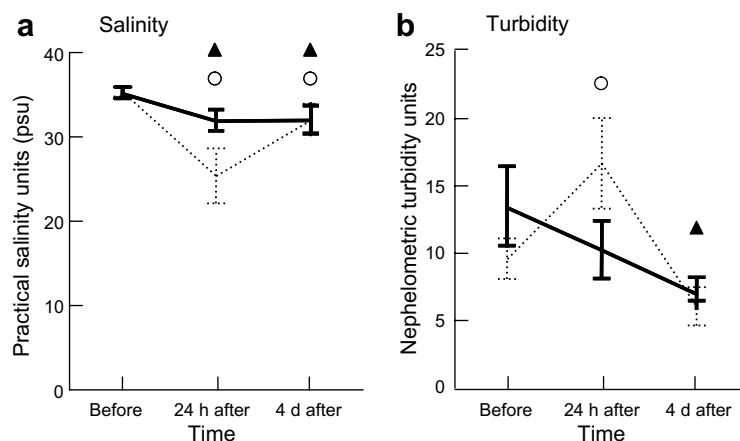 a Salinity
Practical salinity units (psu)
40
30
20
10
0
Before 24 h after 4 d after
Time
b Turbidity
Nephelometric turbidity units
25
20
15
10
5
0
Before 24 h after 4 d after
Time